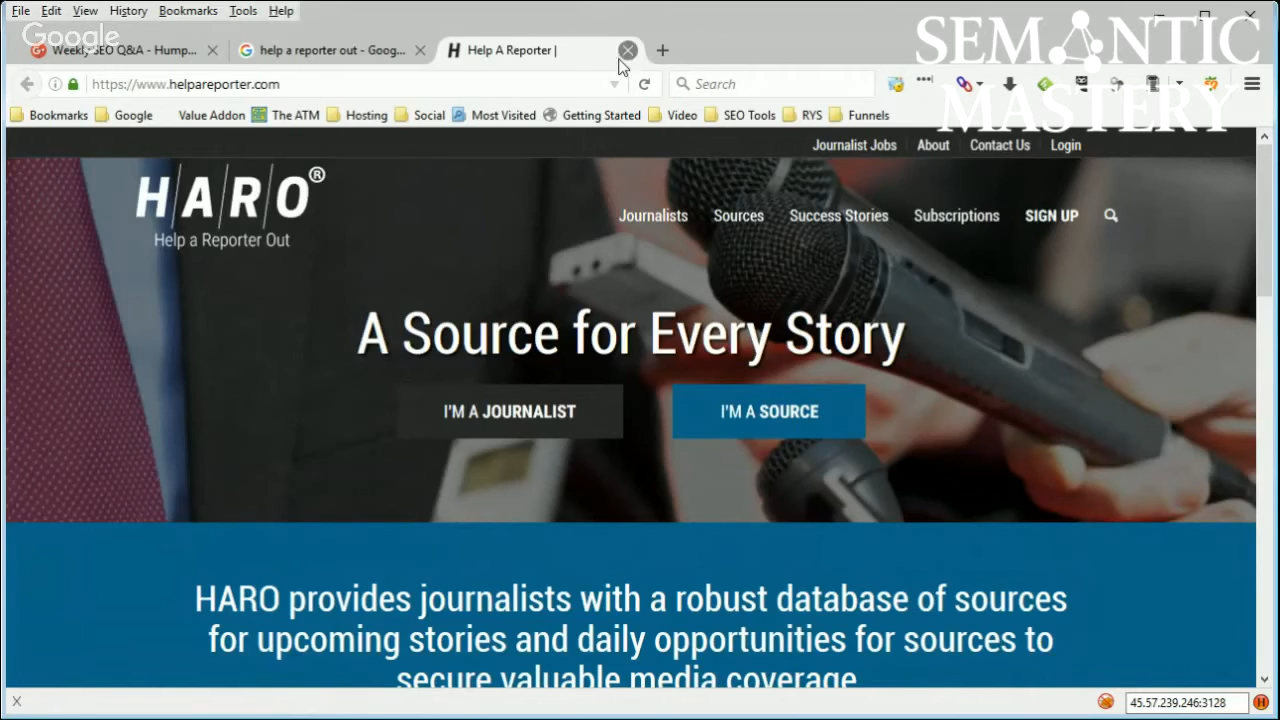 File Edit View History Bookmarks Tools Help
Google
SEMANTIC
MASTERY
Weekly SEO Q&A - Hump...
help a reporter out - Goog...
Help A Reporter |
https://www.helpareporter.com
Search
Bookmarks Google Value Addon The ATM Hosting Social Most Visited Getting Started Video SEO Tools RYS Funnels
Journalist Jobs About Contact Us Login
H/A/R/O®
Help a Reporter Out
Journalists Sources Success Stories Subscriptions SIGN UP
A Source for Every Story
I'M A JOURNALIST
I'M A SOURCE
HARO provides journalists with a robust database of sources
for upcoming stories and daily opportunities for sources to
secure valuable media coverage
45.57.239.246:3128